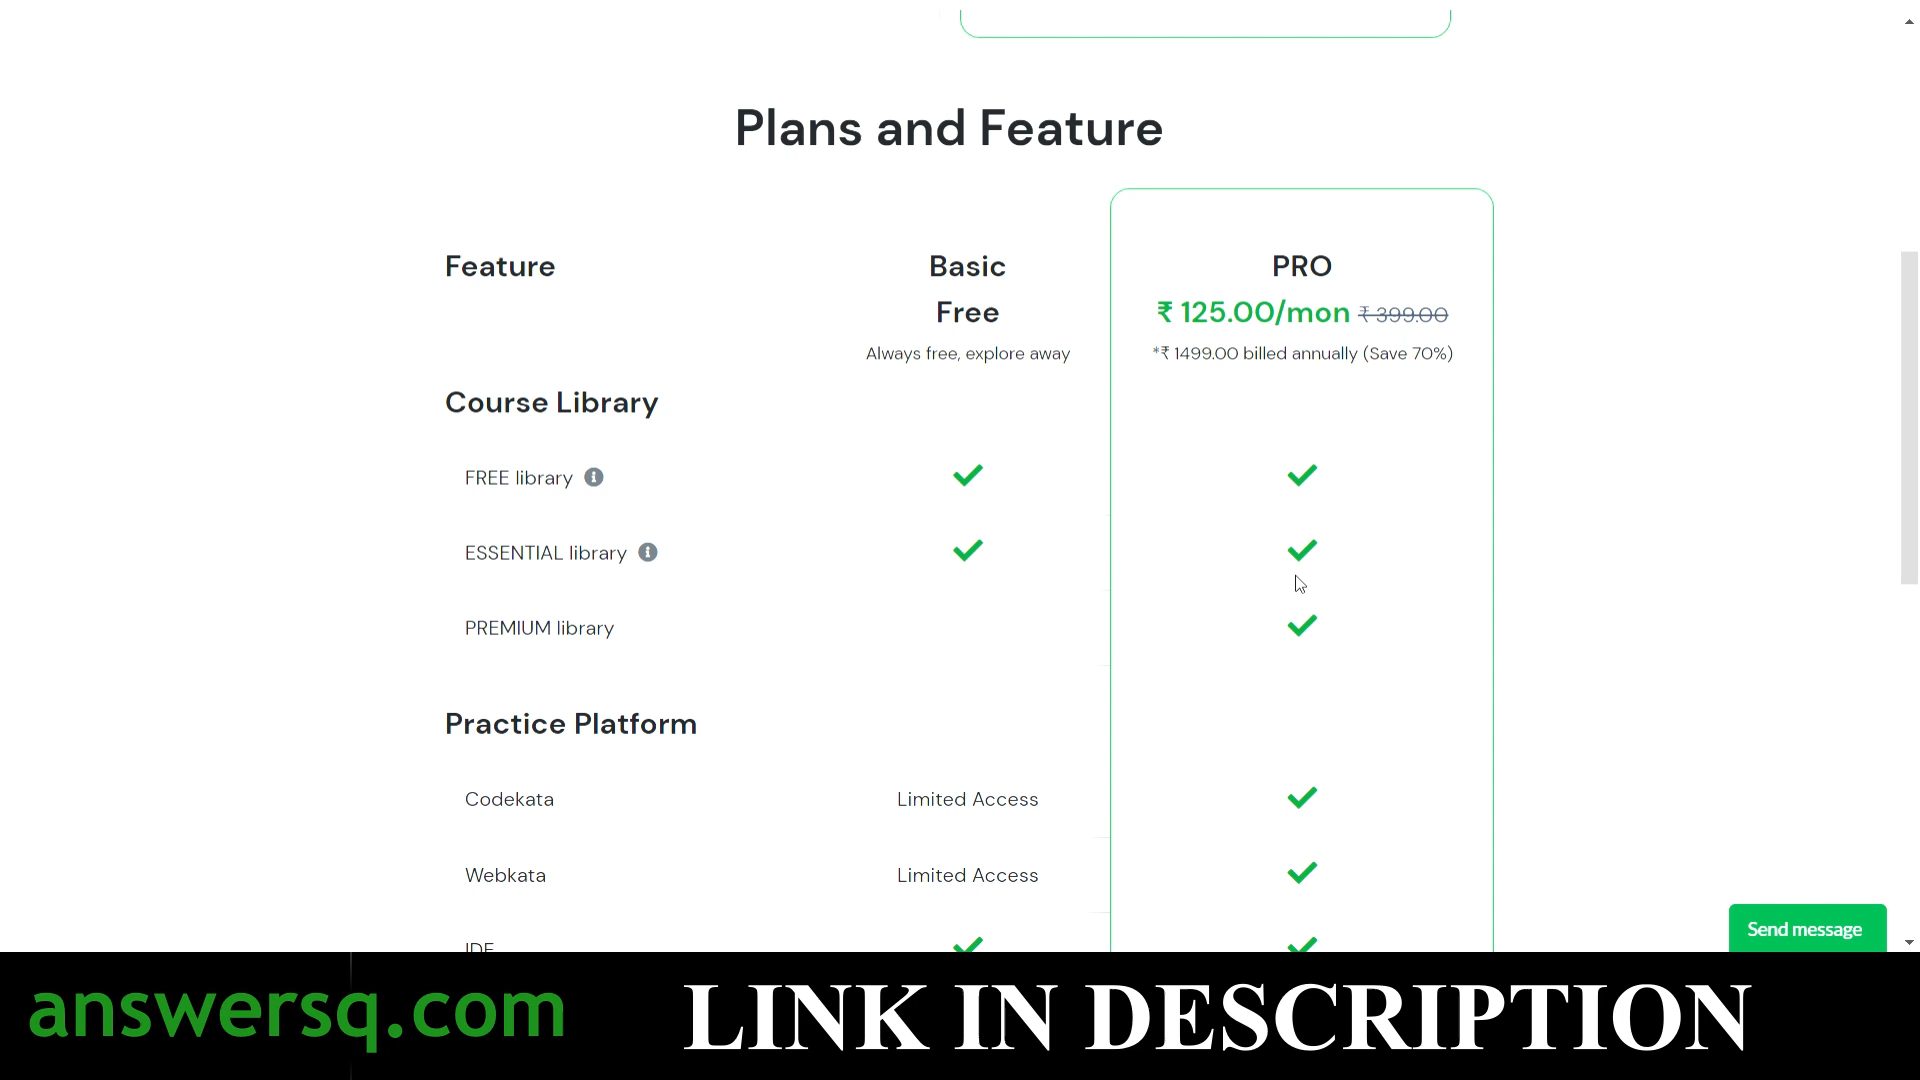 Plans and Feature
Feature Basic PRO
Free ₹ 125.00/mon ₹ 399.00
Always free, explore away *₹ 1499.00 billed annually (Save 70%)
Course Library
FREE library
ESSENTIAL library
PREMIUM library
Practice Platform
Codekata Limited Access
Webkata Limited Access
IDE
Send message
answersq.com LINK IN DESCRIPTION